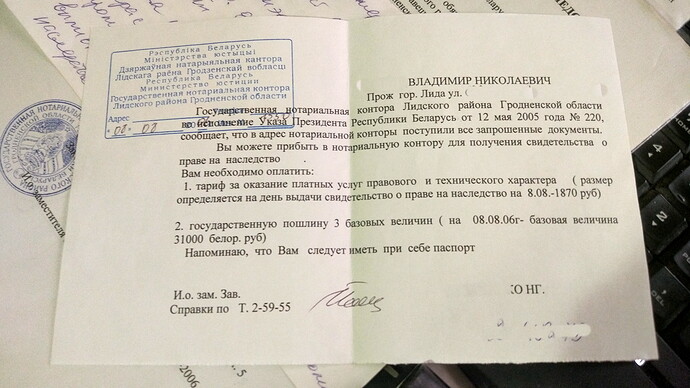 Рэспубліка Беларусь
Міністэрства юстыцыі
Дзяржаўная натарыяльная кантора
Лідскага раёна Гродзенскай вобласці
Республика Беларусь
Министерство юстиции
Государственная нотариальная контора
Лидского района Гродненской области
Адрес
ВЛАДИМИР НИКОЛАЕВИЧ
Прож гор. Лида ул
Государственная нотариальная контора Лидского района Гродненской области
во исполнение Указа Президента Республики Беларусь от 12 мая 2005 года № 220,
сообщает, что в адрес нотариальной конторы поступили все запрошенные документы.
Вы можете прибыть в нотариальную контору для получения свидетельства о
праве на наследство .
Вам необходимо оплатить:
1. тариф за оказание платных услуг правового и технического характера ( размер
определяется на день выдачи свидетельство о праве на наследство на 8.08.-1870 руб)
2. государственную пошлину 3 базовых величин ( на 08.08.06г- базовая величина
31000 белор. руб)
Напоминаю, что Вам следует иметь при себе паспорт
И.о. зам. Зав.
О НГ.
Справки по Т. 2-59-55